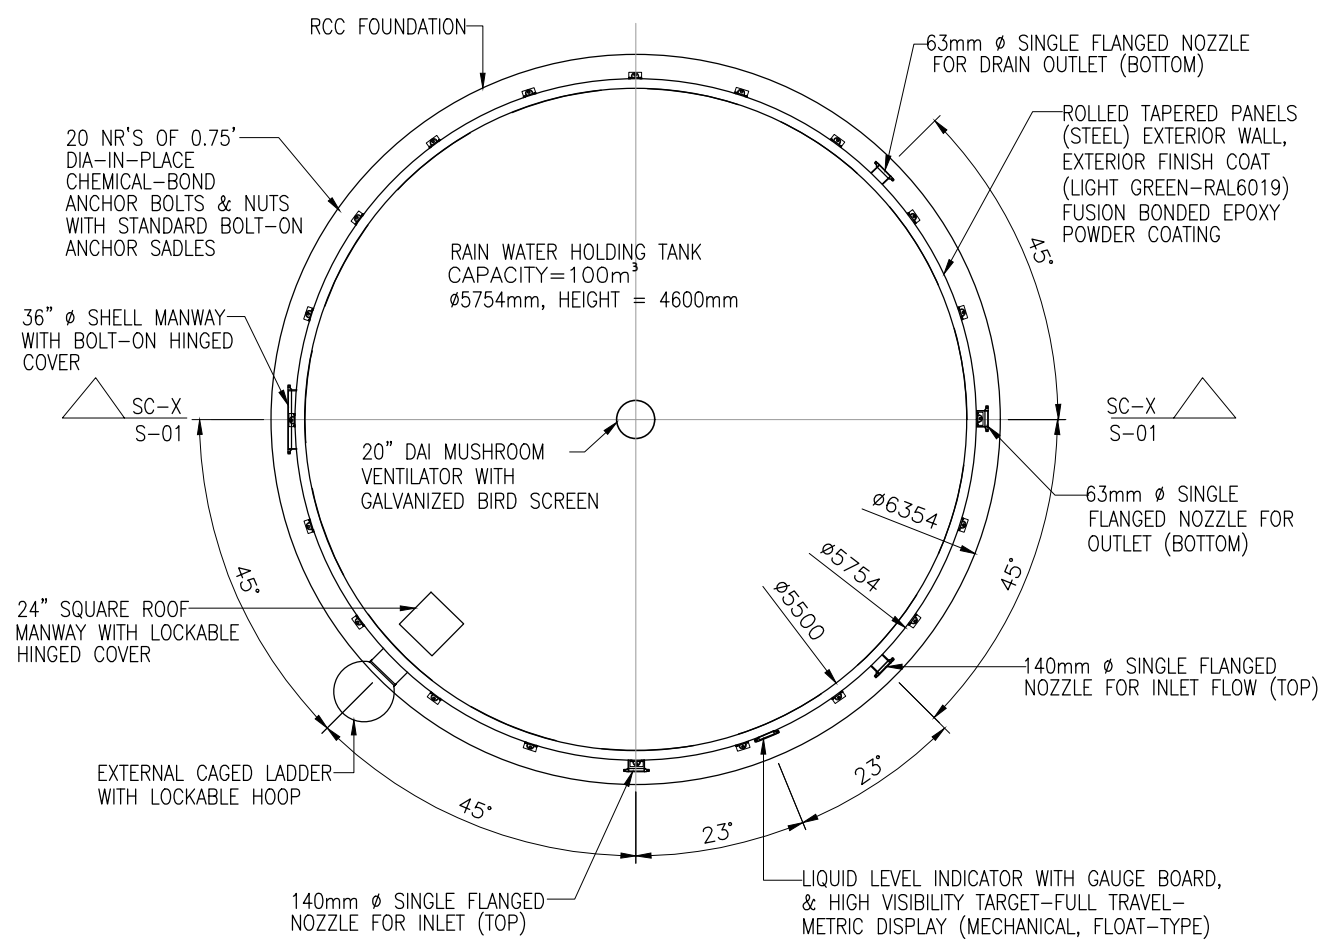 RCC FOUNDATION
63mm ø SINGLE FLANGED NOZZLE
FOR DRAIN OUTLET (BOTTOM)
20 NR'S OF 0.75'
DIA-IN-PLACE
CHEMICAL-BOND
ANCHOR BOLTS & NUTS
WITH STANDARD BOLT-ON
ANCHOR SADLES
ROLLED TAPERED PANELS
(STEEL) EXTERIOR WALL,
EXTERIOR FINISH COAT
(LIGHT GREEN-RAL6019)
FUSION BONDED EPOXY
POWDER COATING
45°
RAIN WATER HOLDING TANK
CAPACITY=100m³
ø5754mm, HEIGHT = 4600mm
36" ø SHELL MANWAY
WITH BOLT-ON HINGED
COVER
SC-X
S-01
SC-X
S-01
20" DAI MUSHROOM
VENTILATOR WITH
GALVANIZED BIRD SCREEN
63mm ø SINGLE
FLANGED NOZZLE FOR
OUTLET (BOTTOM)
ø6354
ø5754
ø5500
45°
45°
24" SQUARE ROOF
MANWAY WITH LOCKABLE
HINGED COVER
140mm ø SINGLE FLANGED
NOZZLE FOR INLET FLOW (TOP)
EXTERNAL CAGED LADDER
WITH LOCKABLE HOOP
45°
23°
23°
140mm ø SINGLE FLANGED
NOZZLE FOR INLET (TOP)
LIQUID LEVEL INDICATOR WITH GAUGE BOARD,
& HIGH VISIBILITY TARGET-FULL TRAVEL-
METRIC DISPLAY (MECHANICAL, FLOAT-TYPE)